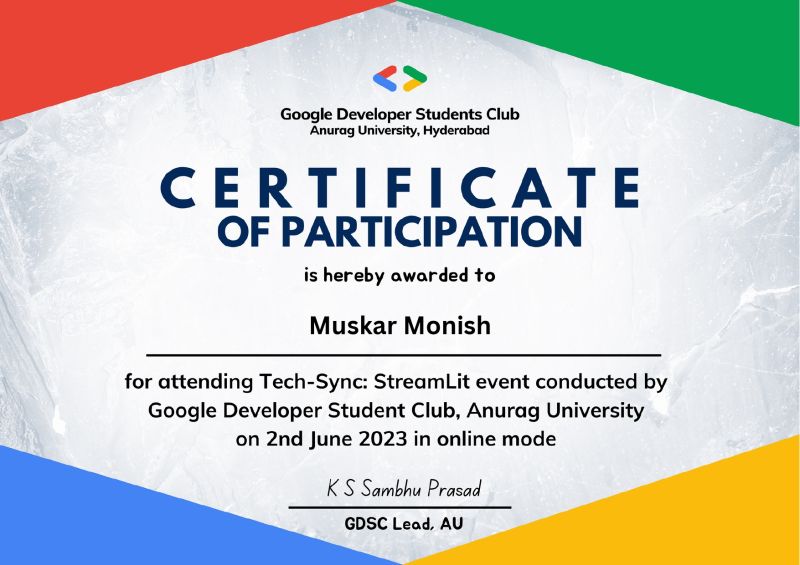 Google Developer Students Club
Anurag University, Hyderabad
CERTIFICATE
OF PARTICIPATION
is hereby awarded to
Muskar Monish
for attending Tech-Sync: StreamLit event conducted by
Google Developer Student Club, Anurag University
on 2nd June 2023 in online mode
K S Sambhu Prasad
GDSC Lead, AU